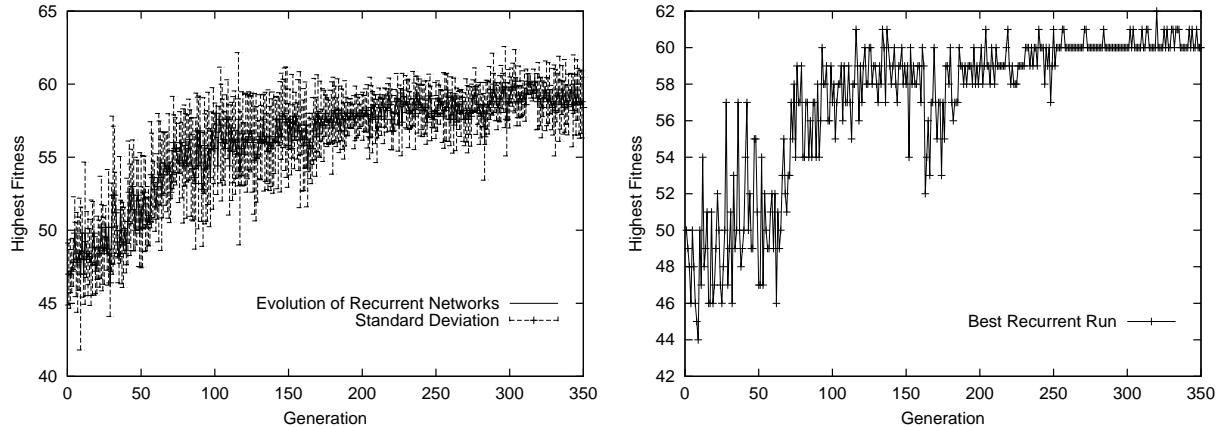 65
60
55
50
45
40
Highest Fitness
0 50 100 150 200 250 300 350
Generation
Evolution of Recurrent Networks
Standard Deviation
62
60
58
56
54
52
50
48
46
44
42
Highest Fitness
0 50 100 150 200 250 300 350
Generation
Best Recurrent Run